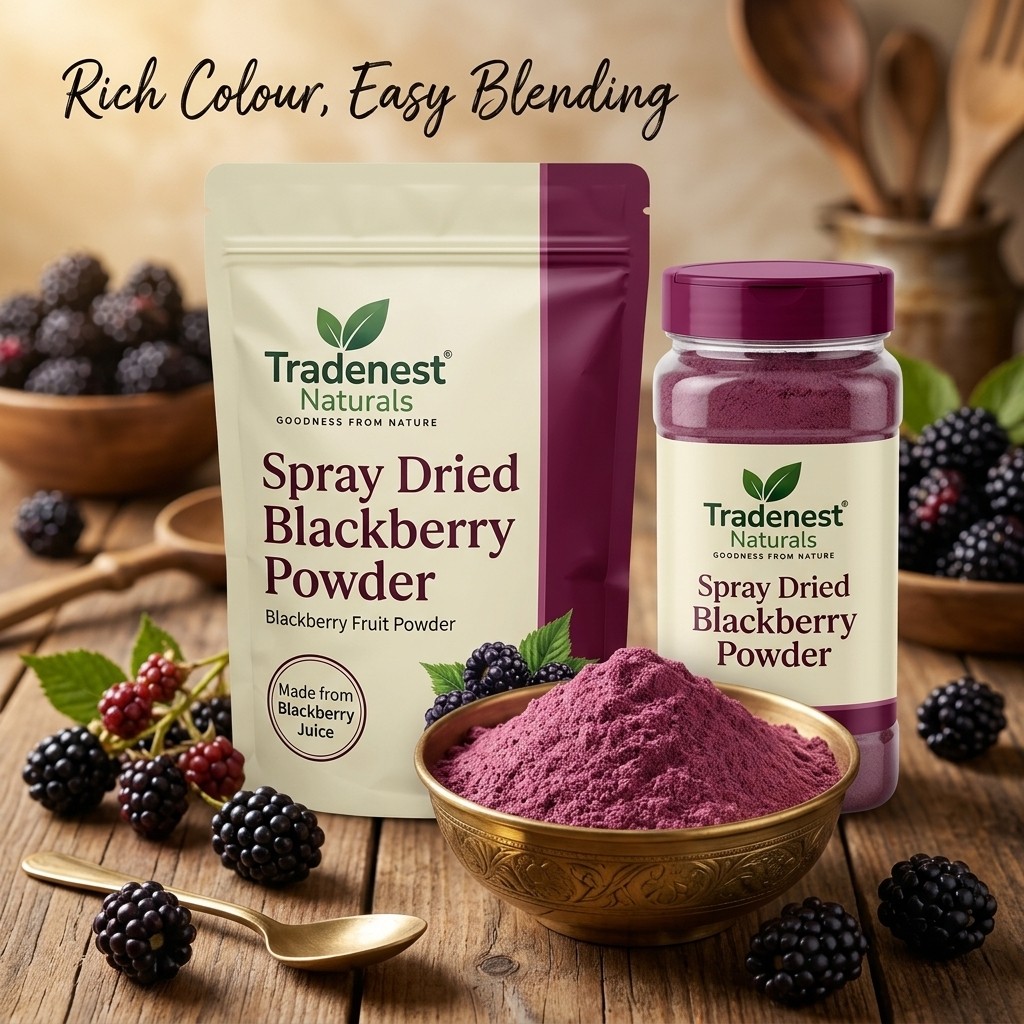 Rich Colour, Easy Blending
Tradenest®
Naturals
GOODNESS FROM NATURE
Spray Dried
Blackberry
Powder
Blackberry Fruit Powder
Made from
Blackberry
Juice
Tradenest®
Naturals
GOODNESS FROM NATURE
Spray Dried
Blackberry
Powder